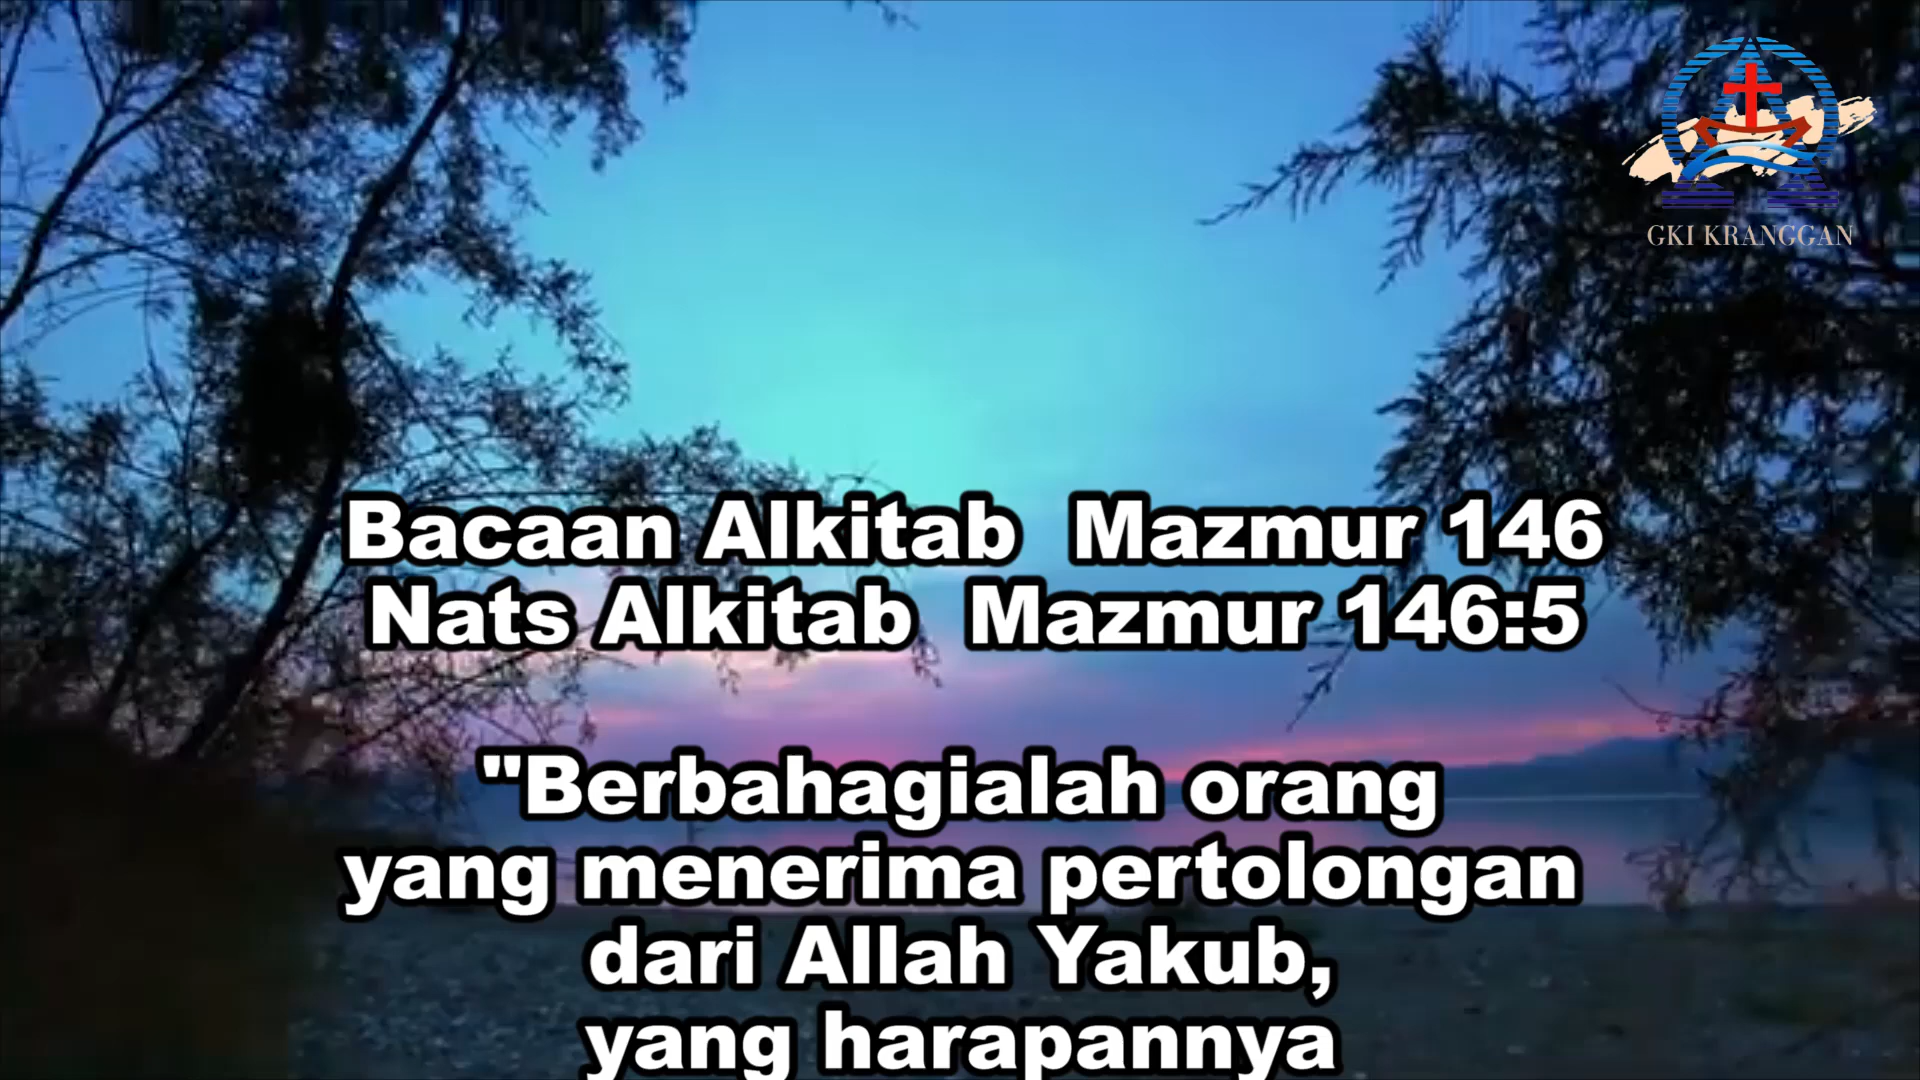 GKI KRANGGAN
Bacaan Alkitab Mazmur 146
Nats Alkitab Mazmur 146:5
"Berbahagialah orang
yang menerima pertolongan
dari Allah Yakub,
yang harapannya